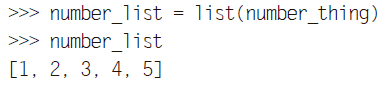 >>> number_list = list(number_thing)
>>> number_list
[1, 2, 3, 4, 5]